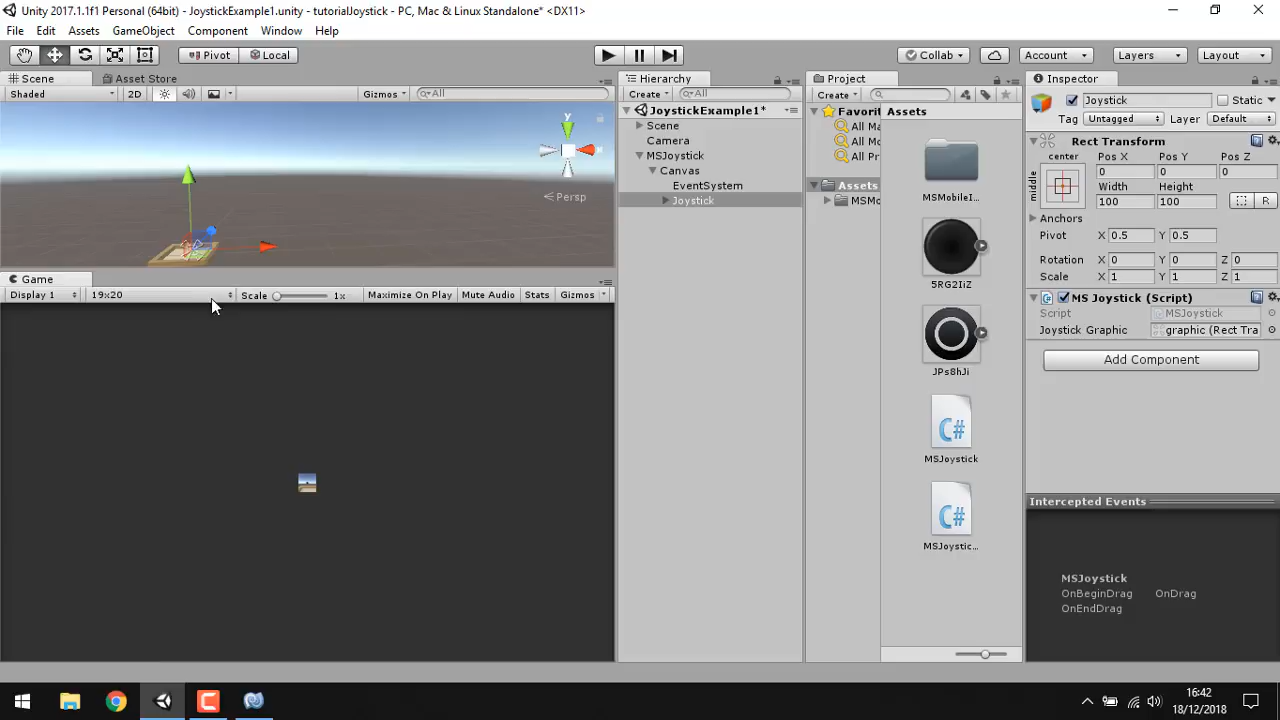 Unity 2017.1.1f1 Personal (64bit) - JoystickExample1.unity - tutorialJoystick - PC, Mac & Linux Standalone* <DX11>
File Edit Assets GameObject Component Window Help
Pivot Local Collab Account Layers Layout
Scene Asset Store
Shaded 2D Gizmos All
y
Persp
Game
Display 1 19x20 Scale 1x Maximize On Play Mute Audio Stats Gizmos
Hierarchy
Create All
JoystickExample1*
Scene
Camera
MSJoystick
Canvas
EventSystem
Joystick
Project
Create
Favori
All Ma
All Mo
All Pr
Assets
MSMo
Assets
MSMobileI...
5RG2IiZ
JPs8hJi
MSJoystick
MSJoystic...
Inspector
Joystick Static
Tag Untagged Layer Default
Rect Transform
center Pos X Pos Y Pos Z
middle 0 0 0
Width Height
100 100 R
Anchors
Pivot X 0.5 Y 0.5
Rotation X 0 Y 0 Z 0
Scale X 1 Y 1 Z 1
MS Joystick (Script)
Script MSJoystick
Joystick Graphic graphic (Rect Tra
Add Component
Intercepted Events
MSJoystick
OnBeginDrag OnDrag
OnEndDrag
16:42
18/12/2018